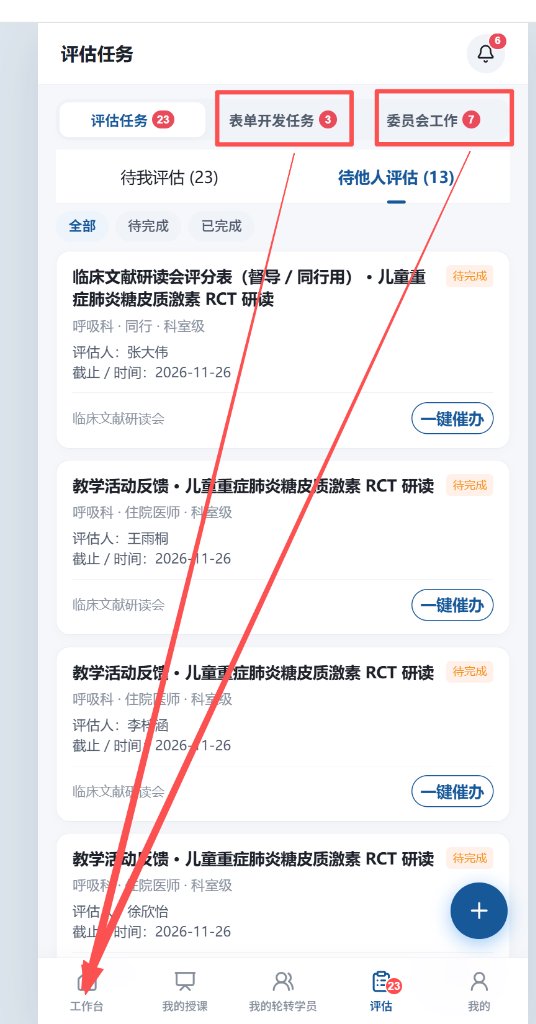 评估任务
6
评估任务 23
表单开发任务 3
委员会工作 7
待我评估 (23)
待他人评估 (13)
全部
待完成
已完成
临床文献研读会评分表（督导 / 同行用）·儿童重
症肺炎糖皮质激素 RCT 研读
待完成
呼吸科 · 同行 · 科室级
评估人：张大伟
截止 / 时间：2026-11-26
临床文献研读会
一键催办
教学活动反馈·儿童重症肺炎糖皮质激素 RCT 研读
待完成
呼吸科 · 住院医师 · 科室级
评估人：王雨桐
截止 / 时间：2026-11-26
临床文献研读会
一键催办
教学活动反馈·儿童重症肺炎糖皮质激素 RCT 研读
待完成
呼吸科 · 住院医师 · 科室级
评估人：李梓涵
截止 / 时间：2026-11-26
临床文献研读会
一键催办
教学活动反馈·儿童重症肺炎糖皮质激素 RCT 研读
待完成
呼吸科 · 住院医师 · 科室级
评估人：徐欣怡
截止 / 时间：2026-11-26
+
工作台
我的授课
我的轮转学员
23
评估
我的